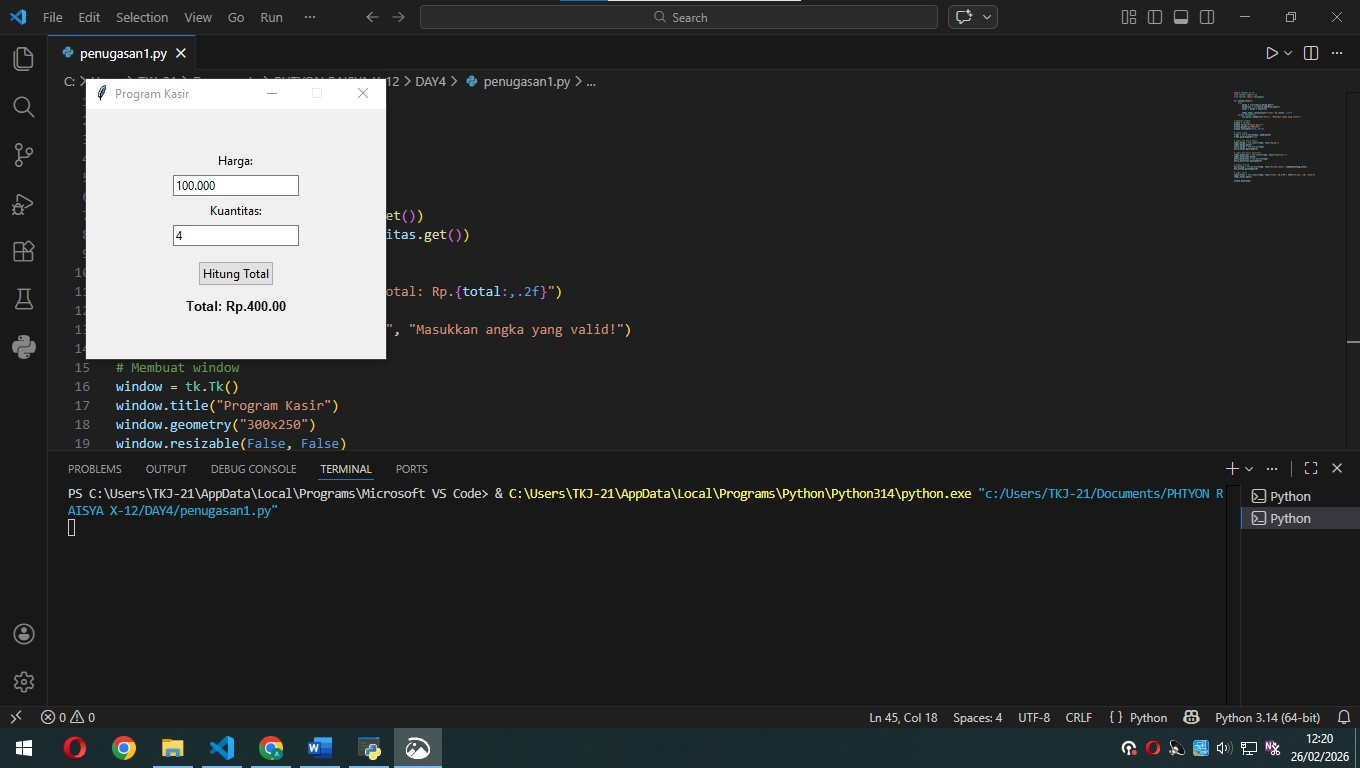 File Edit Selection View Go Run ··· Search
penugasan1.py
C: > DAY4 > penugasan1.py > ...
Program Kasir
Harga:
100.000
Kuantitas:
4
Hitung Total
Total: Rp.400.00
et())
itas.get())
otal: Rp.{total:,.2f}")
", "Masukkan angka yang valid!")
15 # Membuat window
16 window = tk.Tk()
17 window.title("Program Kasir")
18 window.geometry("300x250")
19 window.resizable(False, False)
PROBLEMS OUTPUT DEBUG CONSOLE TERMINAL PORTS
PS C:\Users\TKJ-21\AppData\Local\Programs\Microsoft VS Code> & C:\Users\TKJ-21\AppData\Local\Programs\Python\Python314\python.exe "c:/Users/TKJ-21/Documents/PHTYON R
AISYA X-12/DAY4/penugasan1.py"
Python
Python
0 0 Ln 45, Col 18 Spaces: 4 UTF-8 CRLF { } Python Python 3.14 (64-bit)
12:20
26/02/2026